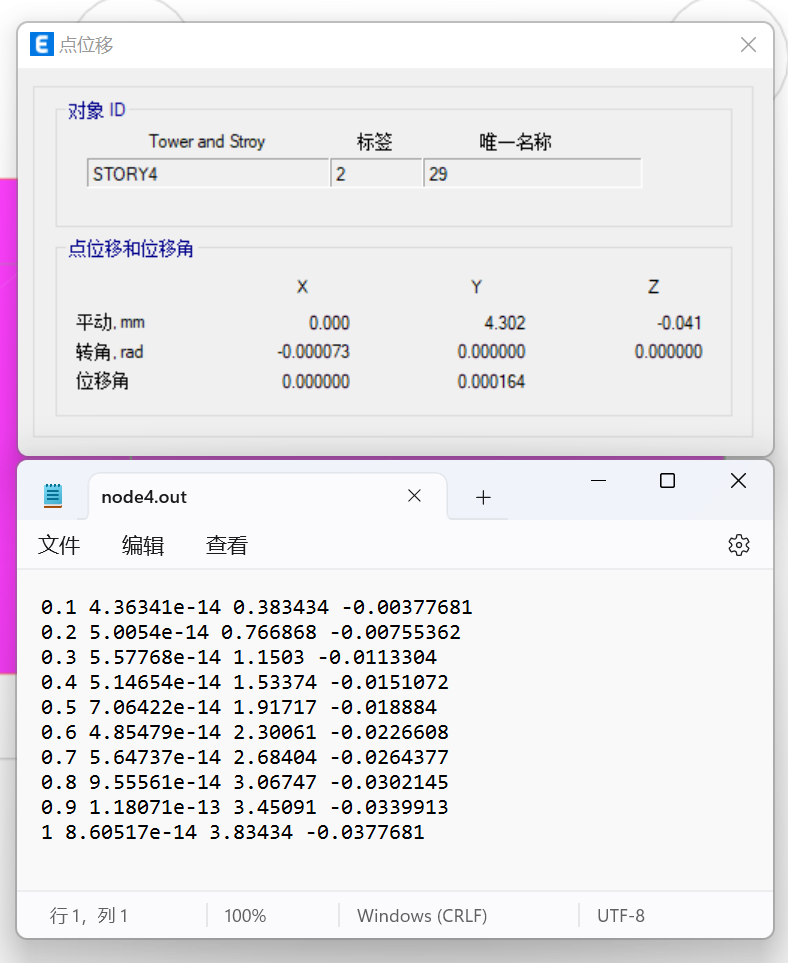 E 点位移
对象 ID
Tower and Stroy 标签 唯一名称
STORY4 2 29
点位移和位移角
X Y Z
平动, mm 0.000 4.302 -0.041
转角, rad -0.000073 0.000000 0.000000
位移角 0.000000 0.000164
node4.out
文件 编辑 查看
0.1 4.36341e-14 0.383434 -0.00377681
0.2 5.0054e-14 0.766868 -0.00755362
0.3 5.57768e-14 1.1503 -0.0113304
0.4 5.14654e-14 1.53374 -0.0151072
0.5 7.06422e-14 1.91717 -0.018884
0.6 4.85479e-14 2.30061 -0.0226608
0.7 5.64737e-14 2.68404 -0.0264377
0.8 9.55561e-14 3.06747 -0.0302145
0.9 1.18071e-13 3.45091 -0.0339913
1 8.60517e-14 3.83434 -0.0377681
行 1，列 1 100% Windows (CRLF) UTF-8